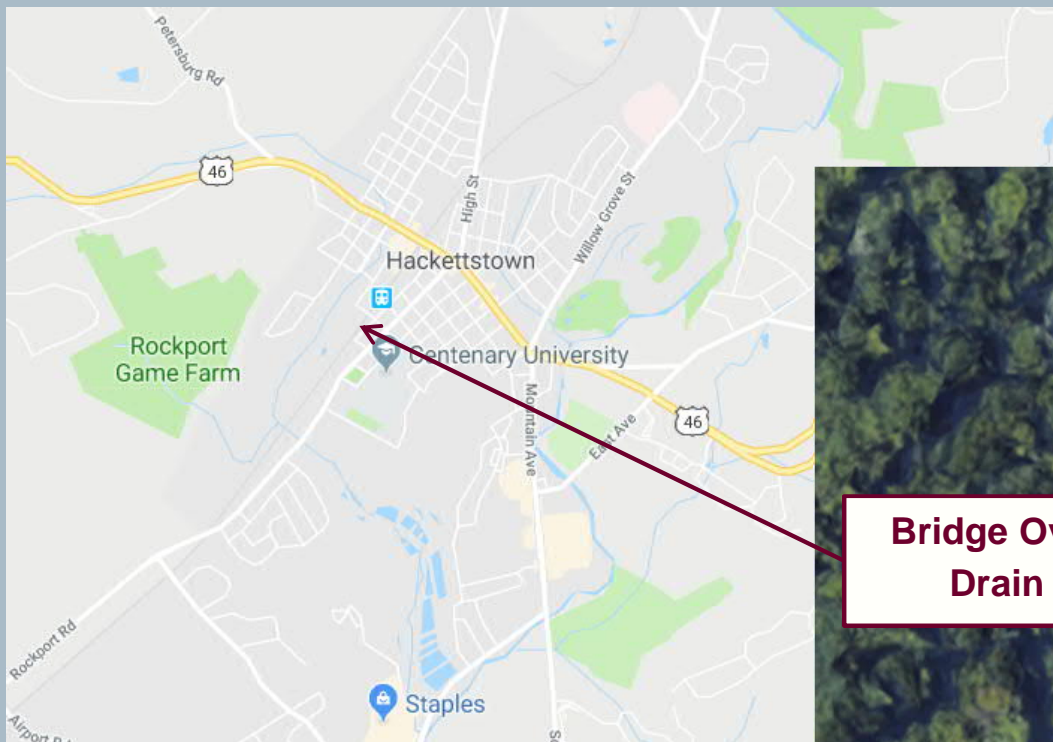 Petersburg Rd
46
High St
Willow Grove St
Hackettstown
Rockport
Game Farm
Centenary University
Mountain Ave
46
East Ave
Bridge Ov
Drain
Rockport Rd
Staples
Airport